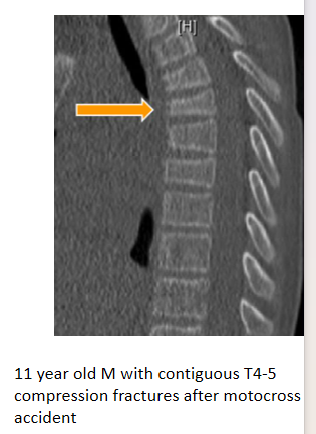 [H]
11 year old M with contiguous T4-5
compression fractures after motocross
accident